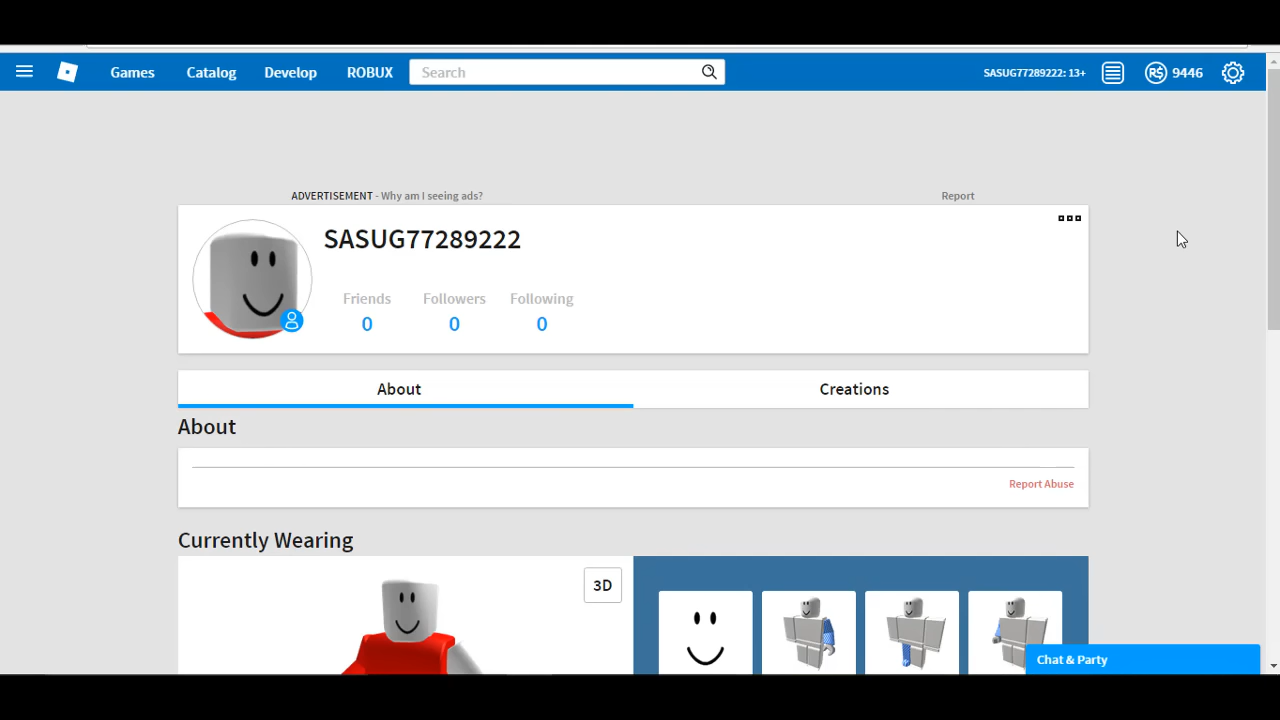 Games Catalog Develop ROBUX Search SASUG77289222: 13+ R$ 9446
ADVERTISEMENT - Why am I seeing ads? Report
SASUG77289222
Friends Followers Following
0 0 0
About Creations
About
Report Abuse
Currently Wearing
3D
Chat & Party